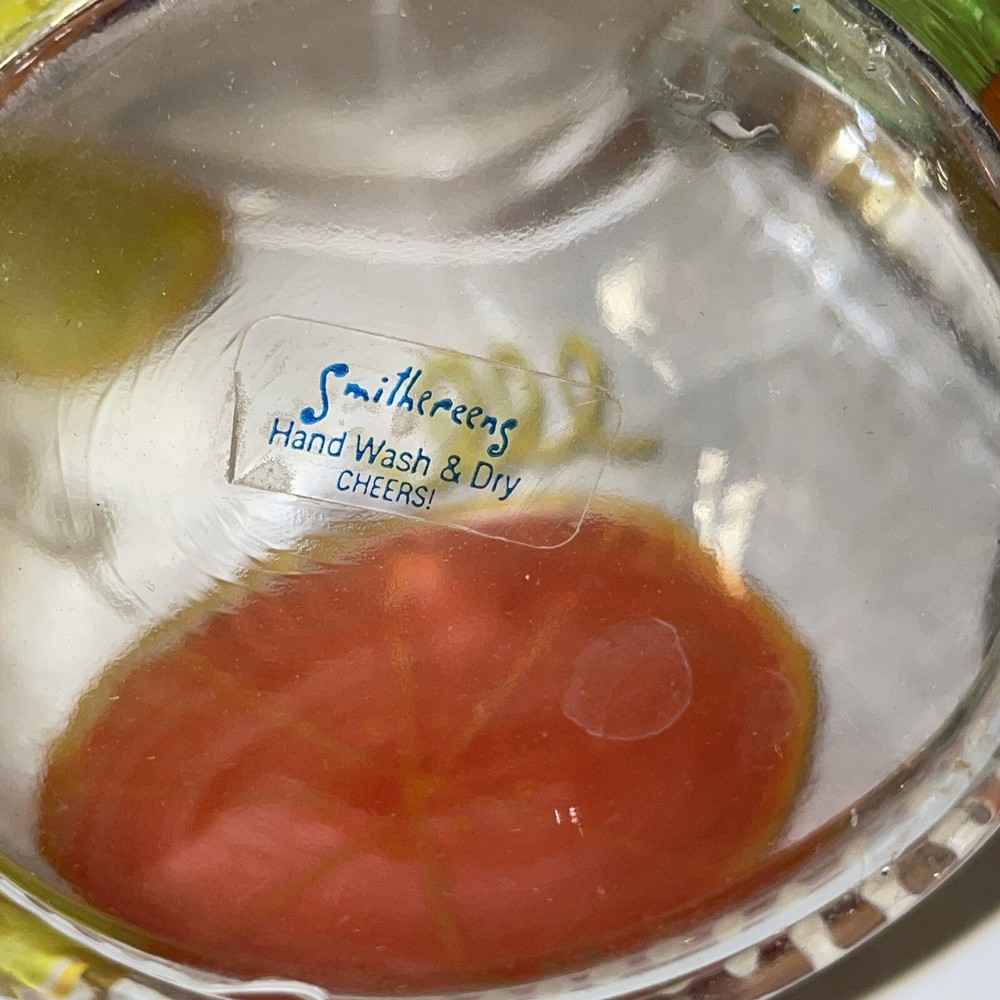 Smithereens
Hand Wash & Dry
CHEERS!